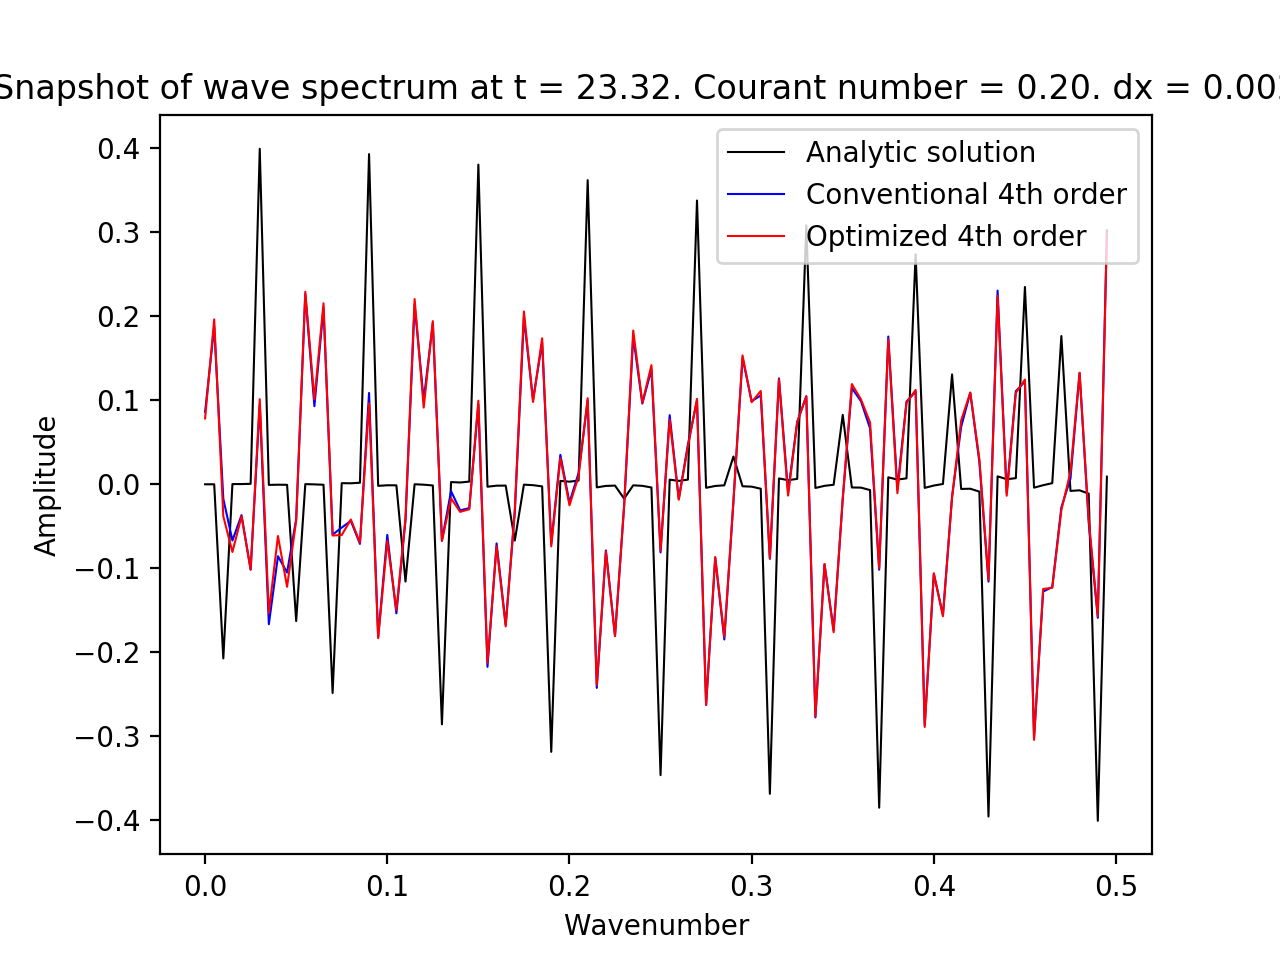 Snapshot of wave spectrum at t = 23.32. Courant number = 0.20. dx = 0.00
Analytic solution
Conventional 4th order
Optimized 4th order
Amplitude
0.4
0.3
0.2
0.1
0.0
−0.1
−0.2
−0.3
−0.4
0.0 0.1 0.2 0.3 0.4 0.5
Wavenumber